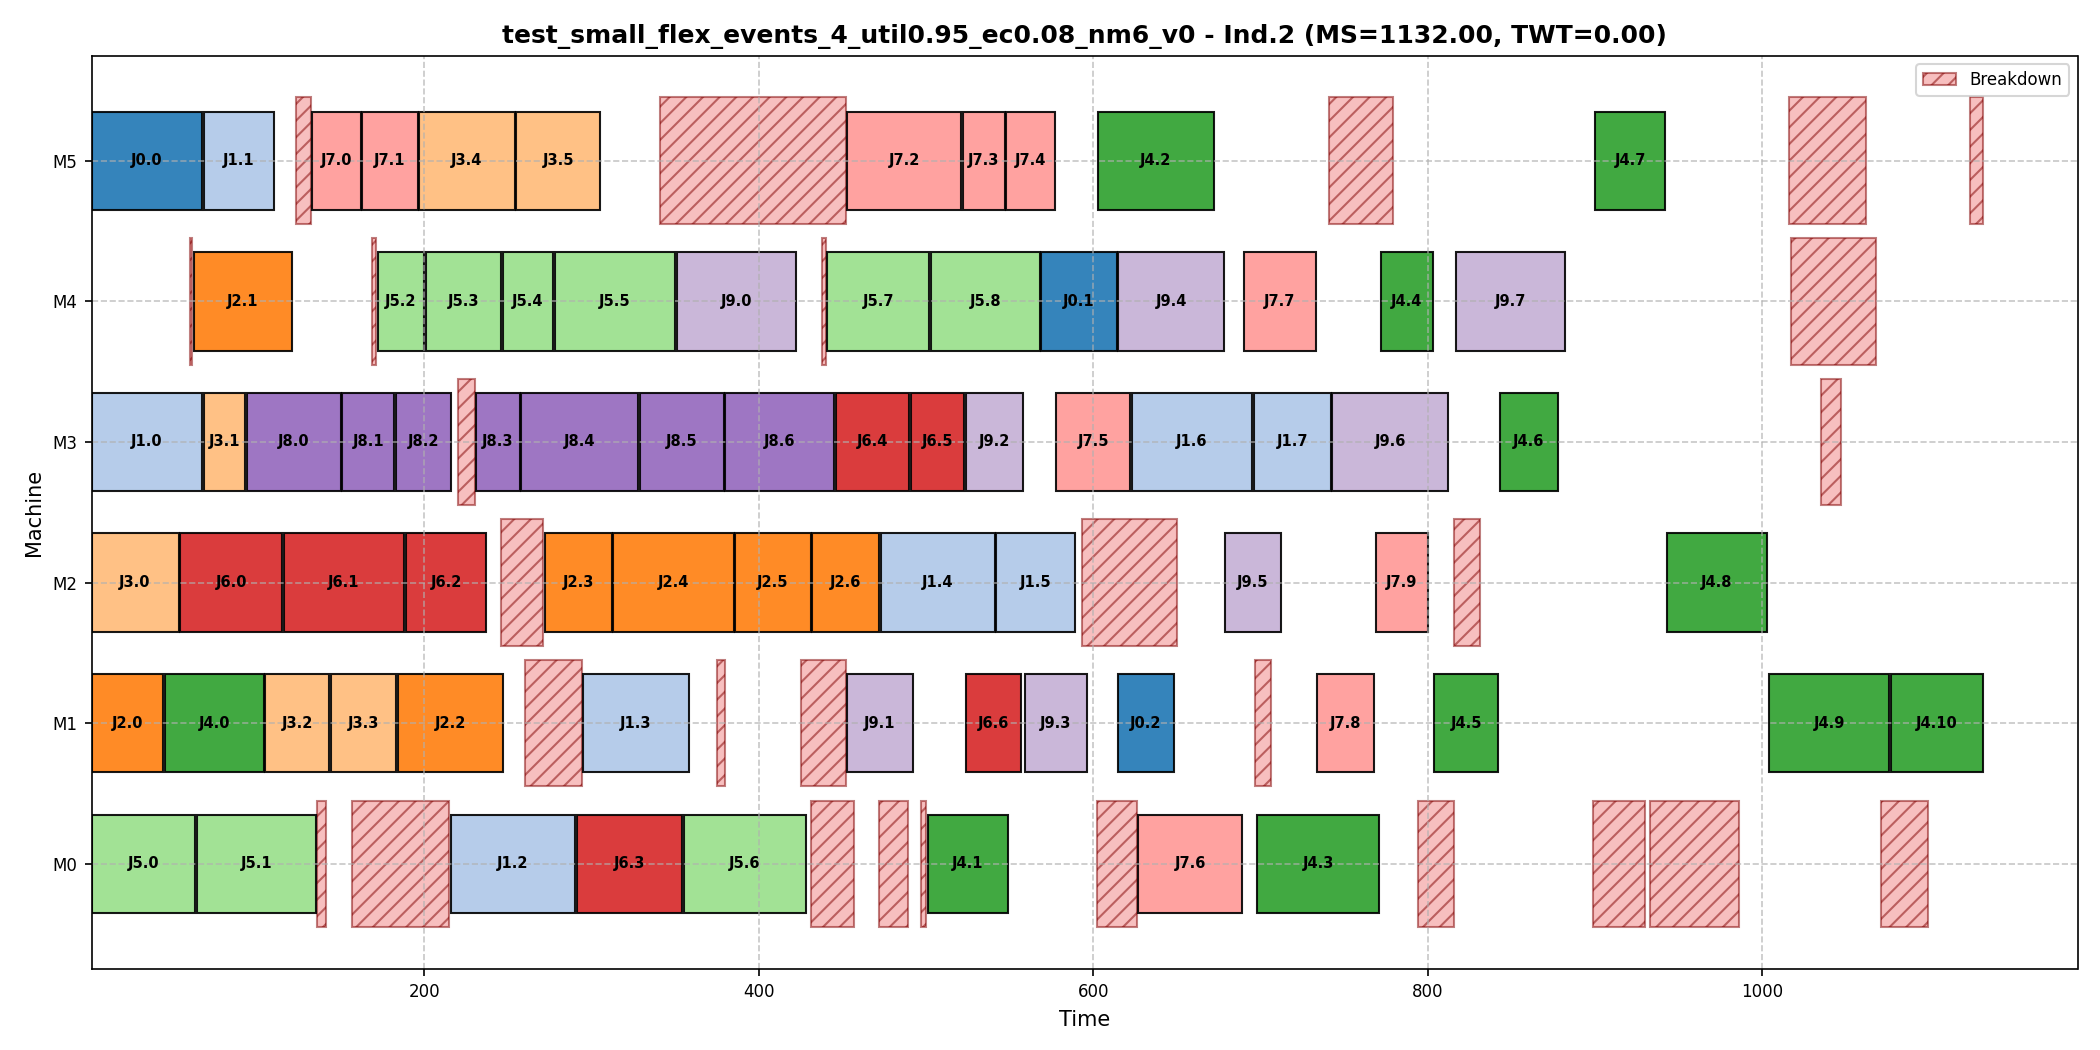 test_small_flex_events_4_util0.95_ec0.08_nm6_v0 - Ind.2 (MS=1132.00, TWT=0.00)
Breakdown
M5
J0.0 J1.1 J7.0 J7.1 J3.4 J3.5 J7.2 J7.3 J7.4 J4.2 J4.7
M4
J2.1 J5.2 J5.3 J5.4 J5.5 J9.0 J5.7 J5.8 J0.1 J9.4 J7.7 J4.4 J9.7
M3
J1.0 J3.1 J8.0 J8.1 J8.2 J8.3 J8.4 J8.5 J8.6 J6.4 J6.5 J9.2 J7.5 J1.6 J1.7 J9.6 J4.6
Machine
M2
J3.0 J6.0 J6.1 J6.2 J2.3 J2.4 J2.5 J2.6 J1.4 J1.5 J9.5 J7.9 J4.8
M1
J2.0 J4.0 J3.2 J3.3 J2.2 J1.3 J9.1 J6.6 J9.3 J0.2 J7.8 J4.5 J4.9 J4.10
M0
J5.0 J5.1 J1.2 J6.3 J5.6 J4.1 J7.6 J4.3
200 400 600 800 1000
Time